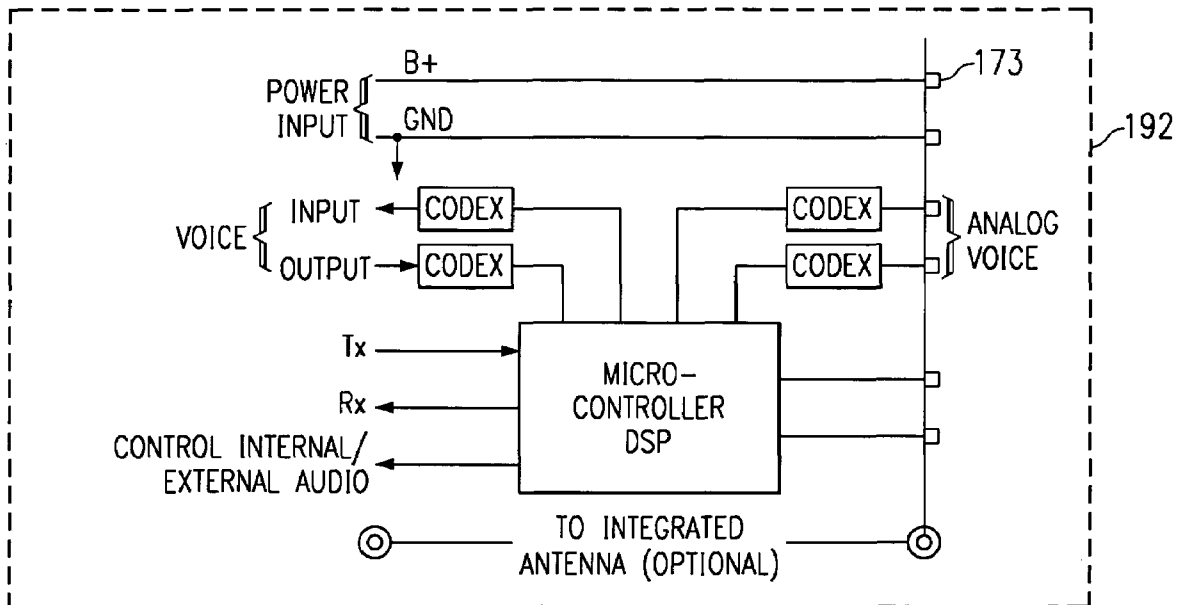 B+
173
POWER
INPUT
GND
192
VOICE
INPUT
CODEX
CODEX
ANALOG
VOICE
OUTPUT
CODEX
CODEX
Tx
MICRO-
CONTROLLER
DSP
Rx
CONTROL INTERNAL/
EXTERNAL AUDIO
TO INTEGRATED
ANTENNA (OPTIONAL)